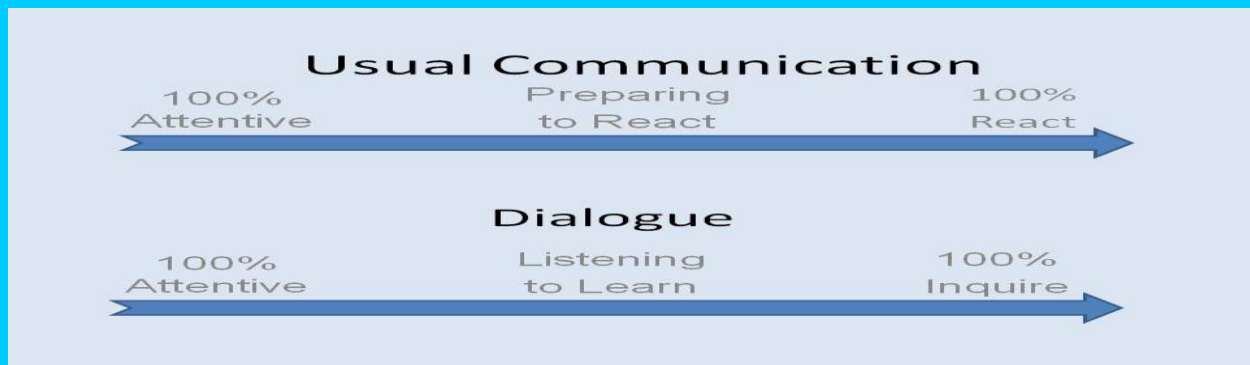 Usual Communication
100% Preparing 100%
Attentive to React React
Dialogue
100% Listening 100%
Attentive to Learn Inquire